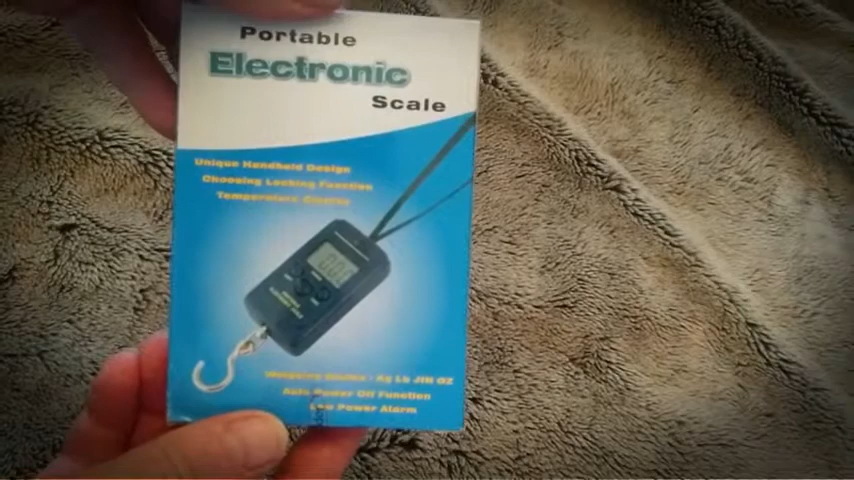 Portable
Electronic
Scale
Unique Handheld Design
Choosing Locking Function
Temperature Display
Weighing Units : Kg Lb JIN OZ
Auto Power Off Function
Low Power Alarm